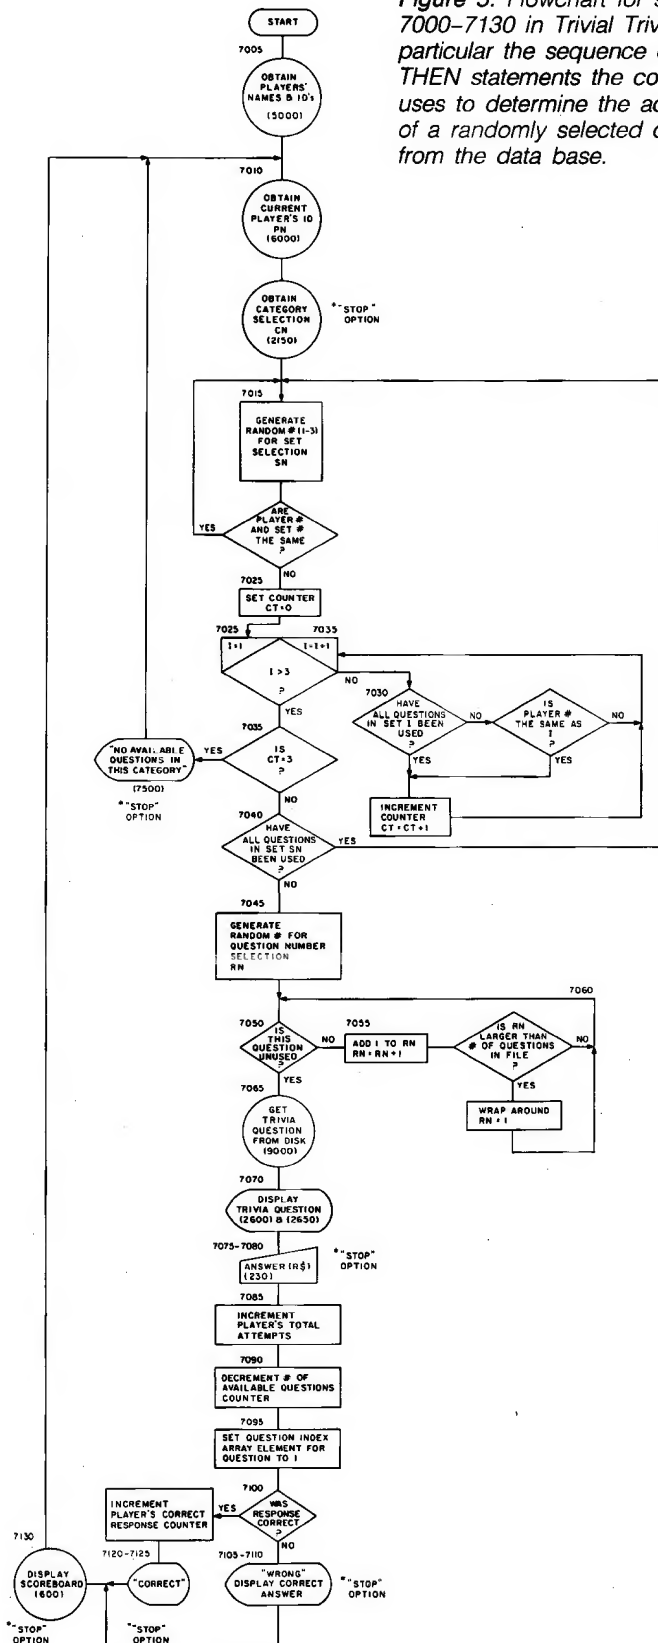 Figure 3. Flowchart for
7000–7130 in Trivial
particular the sequence
THEN statements the
uses to determine the
of a randomly selected
from the data base.
START
7005
OBTAIN
PLAYERS'
NAMES & ID's
(5000)
7010
OBTAIN
CURRENT
PLAYER'S ID
PN
(6000)
OBTAIN
CATEGORY
SELECTION
CN
(2150)
*"STOP"
OPTION
7015
GENERATE
RANDOM # (1-3)
FOR SET
SELECTION
SN
ARE
PLAYER #
AND SET #
THE SAME
?
YES
NO
7025
SET COUNTER
CT=0
7025
7035
I=1
I=I+1
I>3
?
NO
YES
7030
HAVE
ALL QUESTIONS
IN SET I BEEN
USED
?
NO
YES
IS
PLAYER #
THE SAME AS
I
?
NO
YES
INCREMENT
COUNTER
CT=CT+1
7035
IS
CT=3
?
YES
NO
"NO AVAILABLE
QUESTIONS IN
THIS CATEGORY"
(7500)
*"STOP"
OPTION
7040
HAVE
ALL QUESTIONS
IN SET SN
BEEN USED
?
YES
NO
7045
GENERATE
RANDOM # FOR
QUESTION NUMBER
SELECTION
RN
7050
IS
THIS
QUESTION
UNUSED
?
NO
YES
7055
ADD 1 TO RN
RN=RN+1
7060
IS RN
LARGER THAN
# OF QUESTIONS
IN FILE
?
NO
YES
WRAP AROUND
RN=1
7065
GET
TRIVIA
QUESTION
FROM DISK
(9000)
7070
DISPLAY
TRIVIA QUESTION
(2600) & (2650)
7075-7080
ANSWER (R$)
(230)
*"STOP"
OPTION
7085
INCREMENT
PLAYER'S TOTAL
ATTEMPTS
7090
DECREMENT # OF
AVAILABLE QUESTIONS
COUNTER
7095
SET QUESTION INDEX
ARRAY ELEMENT FOR
QUESTION TO 1
7100
WAS
RESPONSE
CORRECT
?
YES
NO
INCREMENT
PLAYER'S CORRECT
RESPONSE COUNTER
7120-7125
"CORRECT"
*"STOP"
OPTION
7130
DISPLAY
SCOREBOARD
(600)
*"STOP"
OPTION
7105-7110
"WRONG"
DISPLAY CORRECT
ANSWER
*"STOP"
OPTION